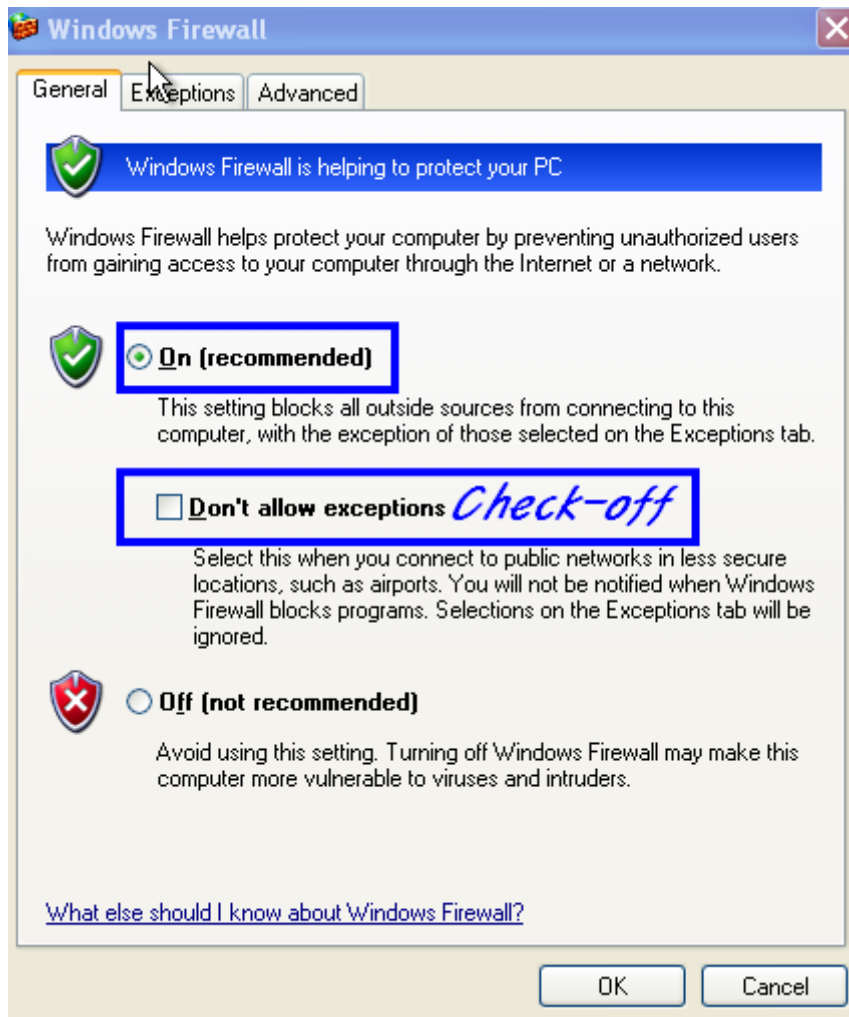 Windows Firewall
General Exceptions Advanced
Windows Firewall is helping to protect your PC
Windows Firewall helps protect your computer by preventing unauthorized users
from gaining access to your computer through the Internet or a network.
On (recommended)
This setting blocks all outside sources from connecting to this
computer, with the exception of those selected on the Exceptions tab.
Don't allow exceptions Check-off
Select this when you connect to public networks in less secure
locations, such as airports. You will not be notified when Windows
Firewall blocks programs. Selections on the Exceptions tab will be
ignored.
Off (not recommended)
Avoid using this setting. Turning off Windows Firewall may make this
computer more vulnerable to viruses and intruders.
What else should I know about Windows Firewall?
OK Cancel